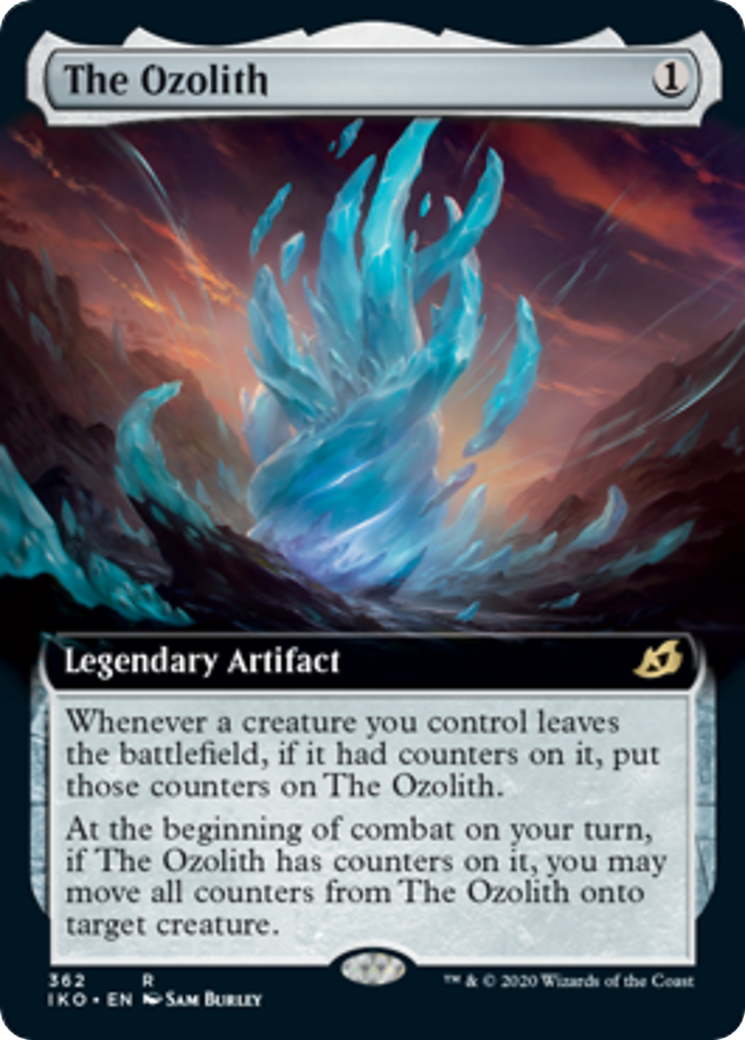 The Ozolith
1
Legendary Artifact
Whenever a creature you control leaves
the battlefield, if it had counters on it, put
those counters on The Ozolith.
At the beginning of combat on your turn,
if The Ozolith has counters on it, you may
move all counters from The Ozolith onto
target creature.
362 R
IKO • EN Sam Burley
™ & © 2020 Wizards of the Coast